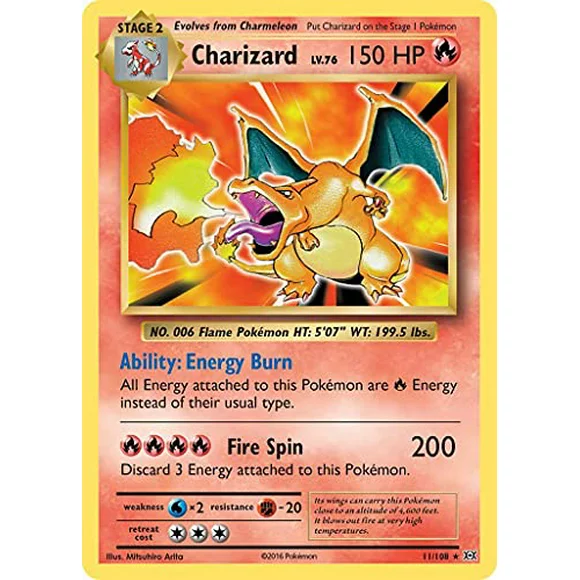 STAGE 2
Evolves from Charmeleon
Put Charizard on the Stage 1 Pokémon
Charizard LV.76 150 HP
NO. 006 Flame Pokémon HT: 5'07" WT: 199.5 lbs.
Ability: Energy Burn
All Energy attached to this Pokémon are Energy
instead of their usual type.
Fire Spin 200
Discard 3 Energy attached to this Pokémon.
weakness ×2 resistance -20
retreat
cost
Its wings can carry this Pokémon
close to an altitude of 4,600 feet.
It blows out fire at very high
temperatures.
Illus. Mitsuhiro Arita ©2016 Pokémon 11/108 ★